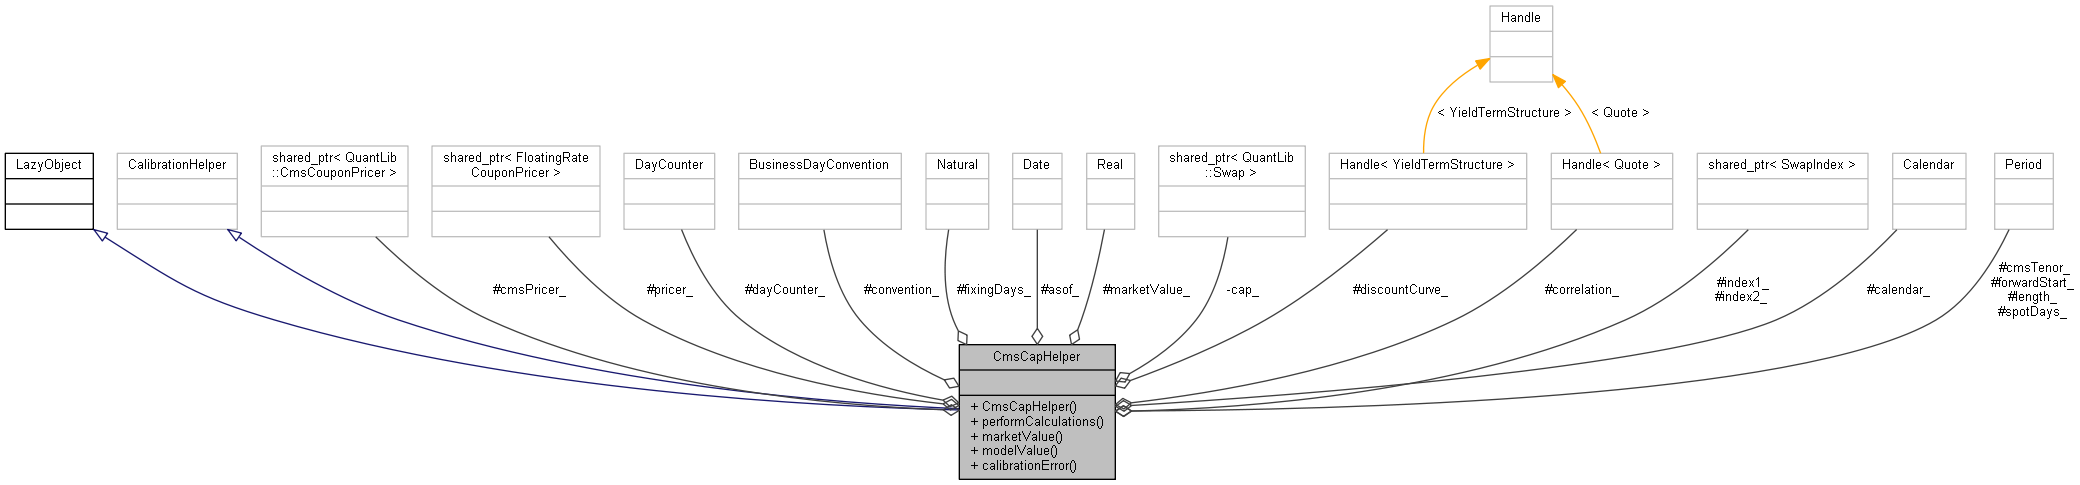 Handle
< YieldTermStructure >
< Quote >
LazyObject
CalibrationHelper
shared_ptr< QuantLib
::CmsCouponPricer >
shared_ptr< FloatingRate
CouponPricer >
DayCounter
BusinessDayConvention
Natural
Date
Real
shared_ptr< QuantLib
::Swap >
Handle< YieldTermStructure >
Handle< Quote >
shared_ptr< SwapIndex >
Calendar
Period
#cmsPricer_
#pricer_
#dayCounter_
#convention_
#fixingDays_
#asof_
#marketValue_
-cap_
#discountCurve_
#correlation_
#index1_
#index2_
#calendar_
#cmsTenor_
#forwardStart_
#length_
#spotDays_
CmsCapHelper
+ CmsCapHelper()
+ performCalculations()
+ marketValue()
+ modelValue()
+ calibrationError()